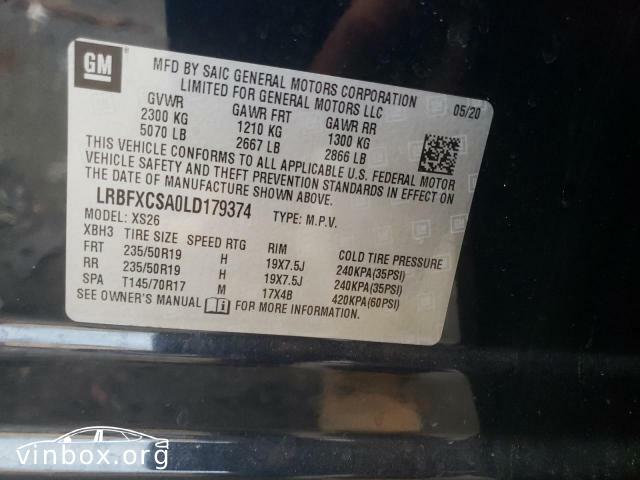 GM
MFD BY SAIC GENERAL MOTORS CORPORATION
LIMITED FOR GENERAL MOTORS LLC
05/20
GVWR GAWR FRT GAWR RR
2300 KG 1210 KG 1300 KG
5070 LB 2667 LB 2866 LB
THIS VEHICLE CONFORMS TO ALL APPLICABLE U.S. FEDERAL MOTOR
VEHICLE SAFETY AND THEFT PREVENTION STANDARDS IN EFFECT ON
THE DATE OF MANUFACTURE SHOWN ABOVE.
LRBFXCSA0LD179374 TYPE: M.P.V.
MODEL: XS26
XBH3 TIRE SIZE SPEED RTG RIM COLD TIRE PRESSURE
FRT 235/50R19 H 19X7.5J 240KPA(35PSI)
RR 235/50R19 H 19X7.5J 240KPA(35PSI)
SPA T145/70R17 M 17X4B 420KPA(60PSI)
SEE OWNER'S MANUAL FOR MORE INFORMATION.
vinbox.org